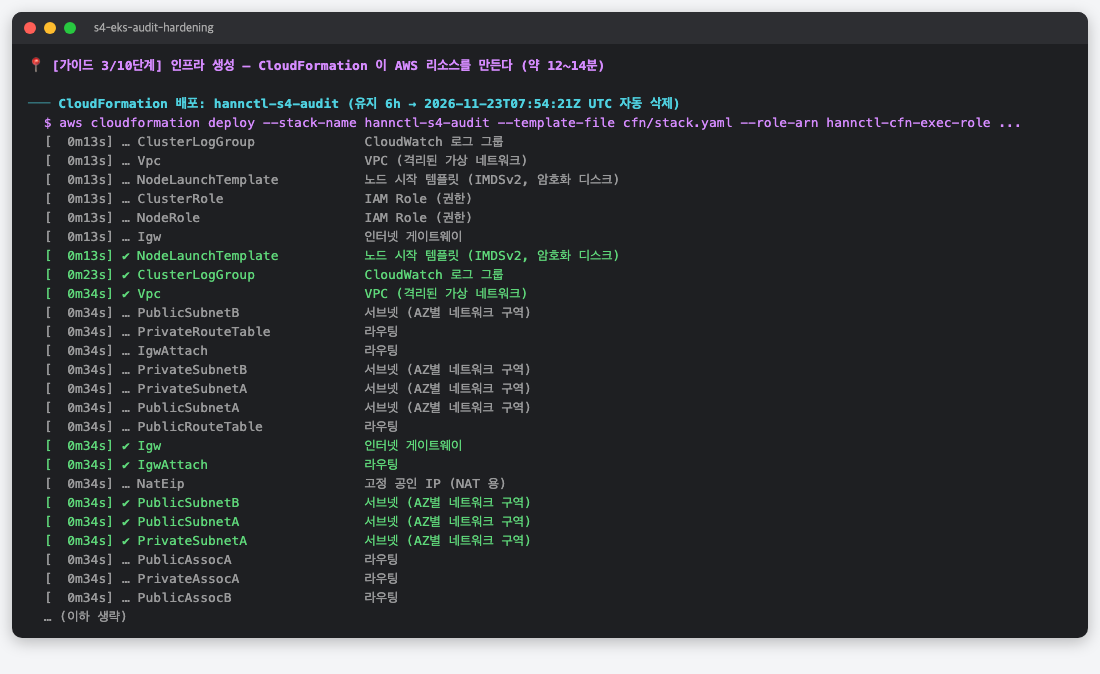 s4-eks-audit-hardening
📍 [가이드 3/10단계] 인프라 생성 — CloudFormation 이 AWS 리소스를 만든다 (약 12~14분)
── CloudFormation 배포: hannctl-s4-audit (유지 6h → 2026-11-23T07:54:21Z UTC 자동 삭제)
$ aws cloudformation deploy --stack-name hannctl-s4-audit --template-file cfn/stack.yaml --role-arn hannctl-cfn-exec-role ...
[  0m13s] … ClusterLogGroup CloudWatch 로그 그룹
[  0m13s] … Vpc VPC (격리된 가상 네트워크)
[  0m13s] … NodeLaunchTemplate 노드 시작 템플릿 (IMDSv2, 암호화 디스크)
[  0m13s] … ClusterRole IAM Role (권한)
[  0m13s] … NodeRole IAM Role (권한)
[  0m13s] … Igw 인터넷 게이트웨이
[  0m13s] ✔ NodeLaunchTemplate 노드 시작 템플릿 (IMDSv2, 암호화 디스크)
[  0m23s] ✔ ClusterLogGroup CloudWatch 로그 그룹
[  0m34s] ✔ Vpc VPC (격리된 가상 네트워크)
[  0m34s] … PublicSubnetB 서브넷 (AZ별 네트워크 구역)
[  0m34s] … PrivateRouteTable 라우팅
[  0m34s] … IgwAttach 라우팅
[  0m34s] … PrivateSubnetB 서브넷 (AZ별 네트워크 구역)
[  0m34s] … PrivateSubnetA 서브넷 (AZ별 네트워크 구역)
[  0m34s] … PublicSubnetA 서브넷 (AZ별 네트워크 구역)
[  0m34s] … PublicRouteTable 라우팅
[  0m34s] ✔ Igw 인터넷 게이트웨이
[  0m34s] ✔ IgwAttach 라우팅
[  0m34s] … NatEip 고정 공인 IP (NAT 용)
[  0m34s] ✔ PublicSubnetB 서브넷 (AZ별 네트워크 구역)
[  0m34s] ✔ PublicSubnetA 서브넷 (AZ별 네트워크 구역)
[  0m34s] ✔ PrivateSubnetA 서브넷 (AZ별 네트워크 구역)
[  0m34s] … PublicAssocA 라우팅
[  0m34s] … PrivateAssocA 라우팅
[  0m34s] … PublicAssocB 라우팅
… (이하 생략)